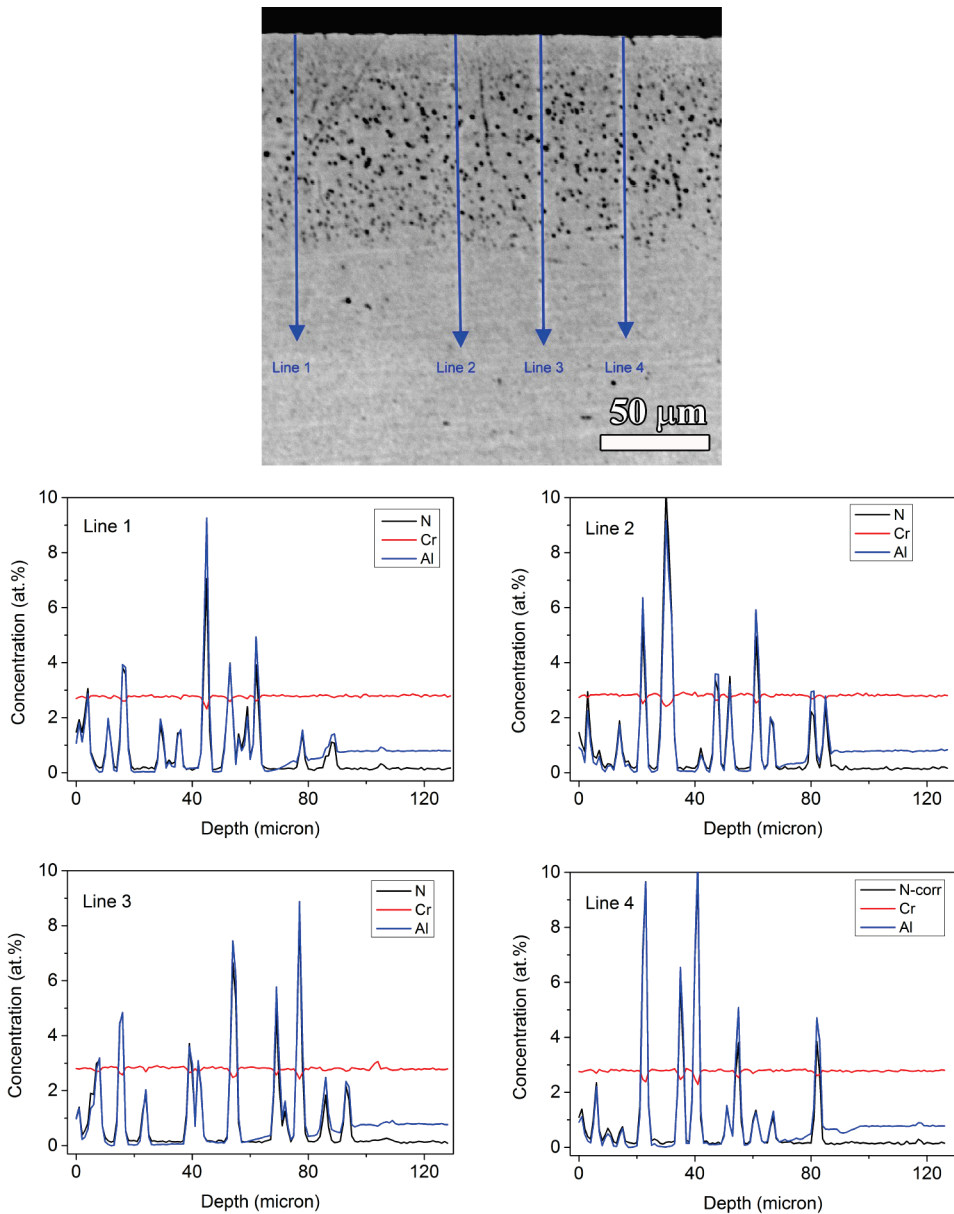 Line 1
Line 2
Line 3
Line 4
50 μm
Line 1
N
Cr
Al
Concentration (at.%)
10
8
6
4
2
0
0
40
80
120
Depth (micron)
Line 2
N
Cr
Al
Concentration (at.%)
10
8
6
4
2
0
0
40
80
120
Depth (micron)
Line 3
N
Cr
Al
Concentration (at.%)
10
8
6
4
2
0
0
40
80
120
Depth (micron)
Line 4
N-corr
Cr
Al
Concentration (at.%)
10
8
6
4
2
0
0
40
80
120
Depth (micron)